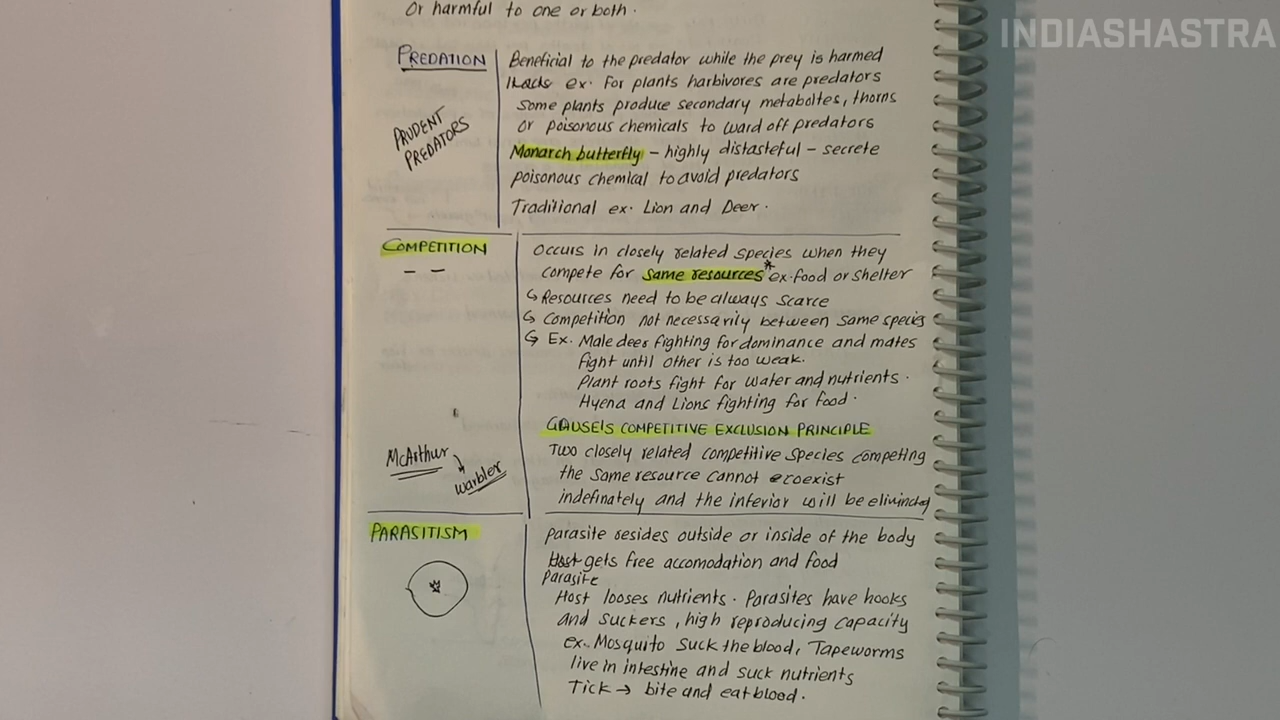 or harmful to one or both.
INDIASHASTRA
PREDATION
PRUDENT
PREDATORS
Beneficial to the predator while the prey is harmed
ex. For plants harbivores are predators
Some plants produce secondary metaboltes, thorns
or poisonous chemicals to ward off predators
Monarch butterfly – highly distasteful – secrete
poisonous chemical to avoid predators
Traditional ex. Lion and Deer.
COMPETITION
– –
McArthur
warbler
Occurs in closely related species when they
compete for same resources* ex. food or shelter
↳ Resources need to be always scarce
↳ Competition not necessarily between same species
↳ Ex. Male deer fighting for dominance and mates
fight until other is too weak.
Plant roots fight for water and nutrients.
Hyena and Lions fighting for food.
GAUSE'S COMPETITIVE EXCLUSION PRINCIPLE
Two closely related competitive species competing
the same resource cannot coexist
indefinately and the inferior will be
PARASITISM
parasite resides outside or inside of the body
Host gets free accomodation and food
parasite
Host looses nutrients. Parasites have hooks
and suckers, high reproducing capacity
ex. Mosquito suck the blood, Tapeworms
live in intestine and suck nutrients
Tick → bite and eat blood.